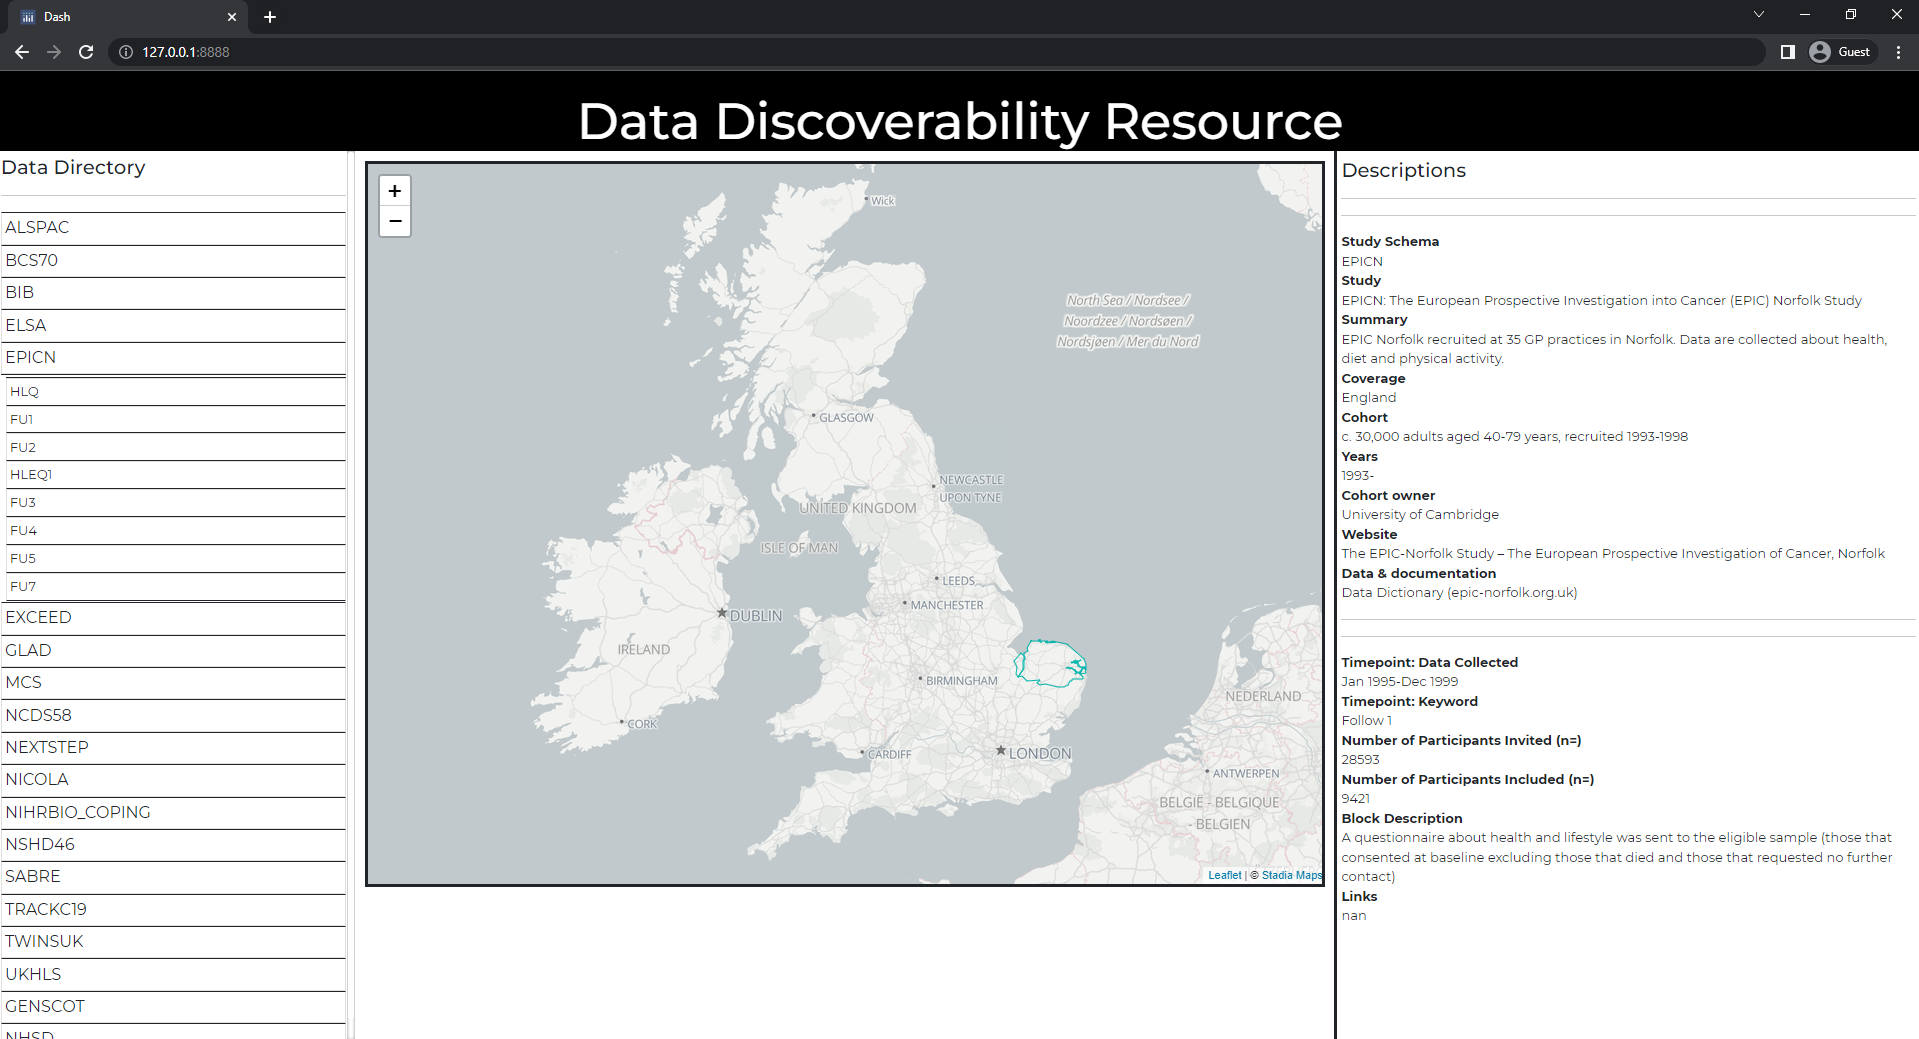 Dash
127.0.0.1:8888
Guest
Data Discoverability Resource
Data Directory
ALSPAC
BCS70
BIB
ELSA
EPICN
HLQ
FU1
FU2
HLEQ1
FU3
FU4
FU5
FU7
EXCEED
GLAD
MCS
NCDS58
NEXTSTEP
NICOLA
NIHRBIO_COPING
NSHD46
SABRE
TRACKC19
TWINSUK
UKHLS
GENSCOT
NHSD
+
−
Wick
North Sea / Nordsee /
Noordzee / Nordsøen /
Nordsjøen / Mer du Nord
GLASGOW
NEWCASTLE
UPON TYNE
UNITED KINGDOM
ISLE OF MAN
LEEDS
MANCHESTER
DUBLIN
IRELAND
BIRMINGHAM
NEDERLAND
CORK
CARDIFF
LONDON
ANTWERPEN
BELGIË - BELGIQUE
- BELGIEN
Leaflet | © Stadia Maps
Descriptions
Study Schema
EPICN
Study
EPICN: The European Prospective Investigation into Cancer (EPIC) Norfolk Study
Summary
EPIC Norfolk recruited at 35 GP practices in Norfolk. Data are collected about health,
diet and physical activity.
Coverage
England
Cohort
c. 30,000 adults aged 40-79 years, recruited 1993-1998
Years
1993-
Cohort owner
University of Cambridge
Website
The EPIC-Norfolk Study – The European Prospective Investigation of Cancer, Norfolk
Data & documentation
Data Dictionary (epic-norfolk.org.uk)
Timepoint: Data Collected
Jan 1995-Dec 1999
Timepoint: Keyword
Follow 1
Number of Participants Invited (n=)
28593
Number of Participants Included (n=)
9421
Block Description
A questionnaire about health and lifestyle was sent to the eligible sample (those that
consented at baseline excluding those that died and those that requested no further
contact)
Links
nan